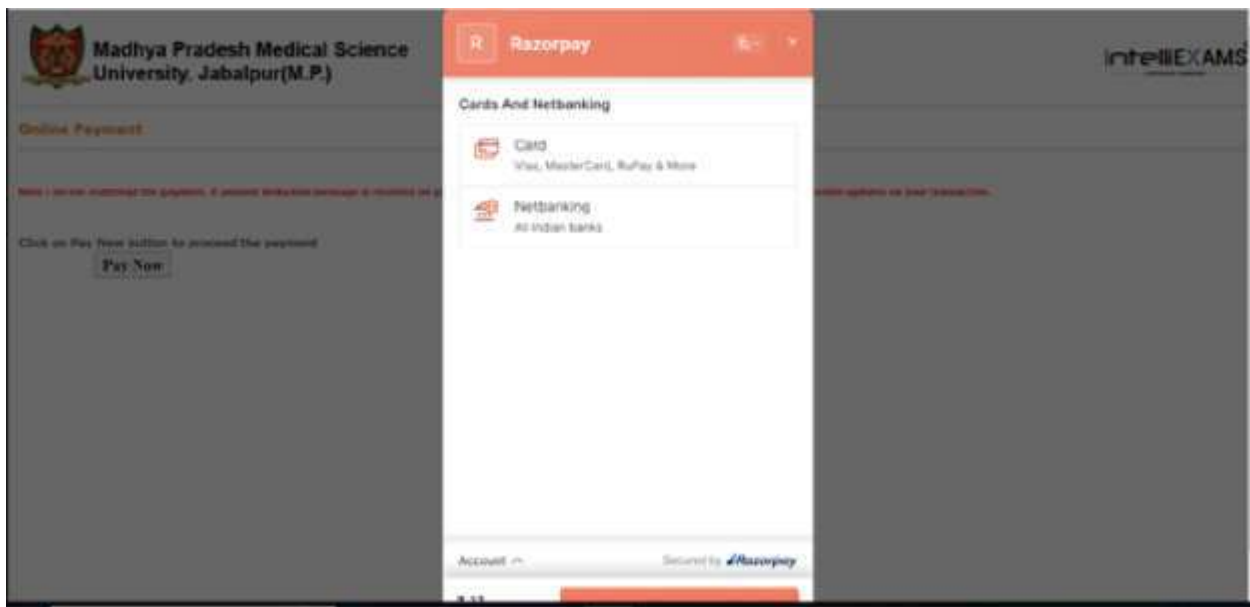 Madhya Pradesh Medical Science
University, Jabalpur(M.P.)
intelliEXAMS
Online Payment
Click on Pay Now button to proceed the payment
Pay Now
R Razorpay
Cards And Netbanking
Card
Visa, MasterCard, RuPay & More
Netbanking
All Indian banks
Account
Secured by Razorpay